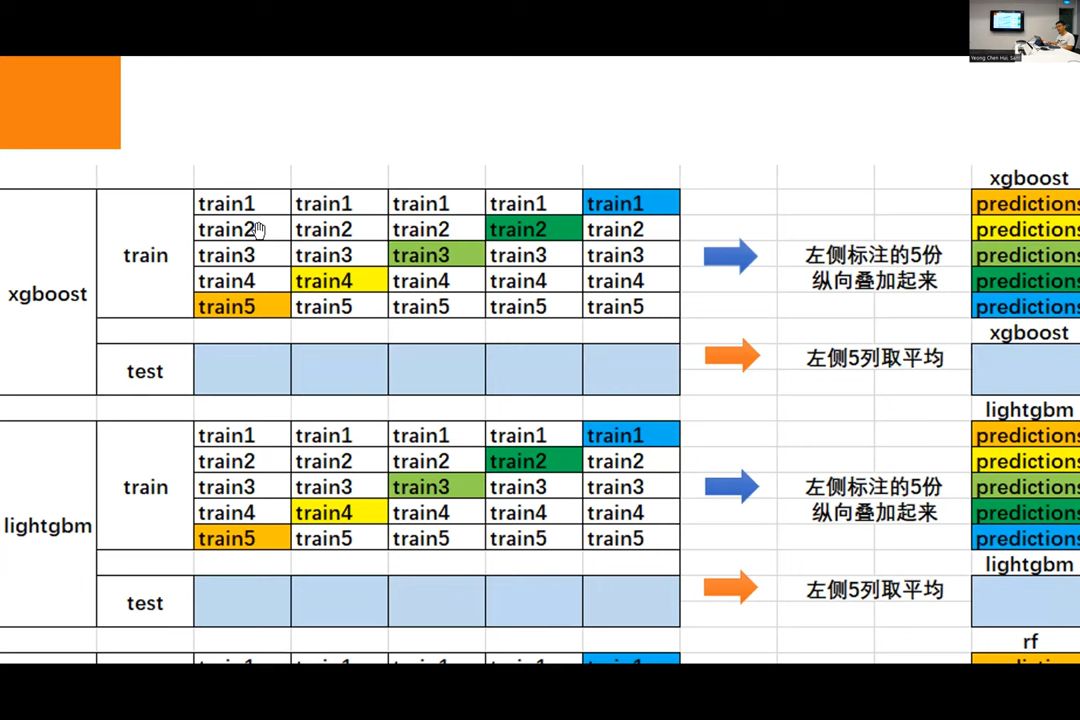 Yeong Chen Hui, Sam
xgboost
train1 train1 train1 train1 train1 predictions
train2 train2 train2 train2 train2 predictions
train train3 train3 train3 train3 train3 左侧标注的5份 predictions
xgboost train4 train4 train4 train4 train4 纵向叠加起来 predictions
train5 train5 train5 train5 train5 predictions
xgboost
test 左侧5列取平均
lightgbm
train1 train1 train1 train1 train1 predictions
train2 train2 train2 train2 train2 predictions
train train3 train3 train3 train3 train3 左侧标注的5份 predictions
lightgbm train4 train4 train4 train4 train4 纵向叠加起来 predictions
train5 train5 train5 train5 train5 predictions
lightgbm
test 左侧5列取平均
rf